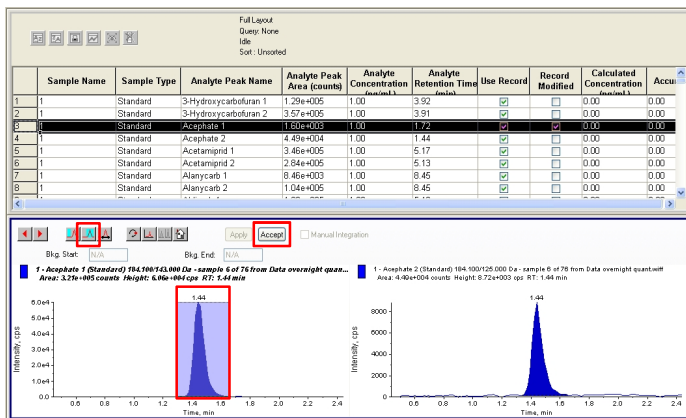 Full Layout
Query: None
Idle
Sort : Unsorted
Sample Name Sample Type Analyte Peak Name Analyte Peak Area (counts) Analyte Concentration (ng/mL) Analyte Retention Time (min) Use Record Record Modified Calculated Concentration (ng/mL) Accu
1 1 Standard 3-Hydroxycarbofuran 1 1.29e+005 1.00 3.92 0.00 0.00
2 1 Standard 3-Hydroxycarbofuran 2 3.57e+005 1.00 3.91 0.00 0.00
3 1 Standard Acephate 1 1.60e+003 1.00 1.72 0.00 0.00
4 1 Standard Acephate 2 4.49e+004 1.00 1.44 0.00 0.00
5 1 Standard Acetamiprid 1 3.46e+005 1.00 5.17 0.00 0.00
6 1 Standard Acetamiprid 2 2.84e+005 1.00 5.13 0.00 0.00
7 1 Standard Alanycarb 1 8.46e+003 1.00 8.45 0.00 0.00
8 1 Standard Alanycarb 2 1.04e+005 1.00 8.45 0.00 0.00
Apply Accept Manual Integration
Bkg. Start: N/A Bkg. End: N/A
1 - Acephate 1 (Standard) 184.100/143.000 Da - sample 6 of 76 from Data overnight quan...
Area: 3.21e+005 counts Height: 6.06e+004 cps RT: 1.44 min
1.44
6.0e4
5.0e4
4.0e4
3.0e4
2.0e4
1.0e4
0.0
Intensity, cps
0.6 0.8 1.0 1.2 1.4 1.6 1.8 2.0 2.2 2.4
Time, min
1 - Acephate 2 (Standard) 184.100/125.000 Da - sample 6 of 76 from Data overnight quant.wiff
Area: 4.49e+004 counts Height: 8.72e+003 cps RT: 1.44 min
1.44
8000
6000
4000
2000
0
Intensity, cps
0.6 0.8 1.0 1.2 1.4 1.6 1.8 2.0 2.2 2.4
Time, min